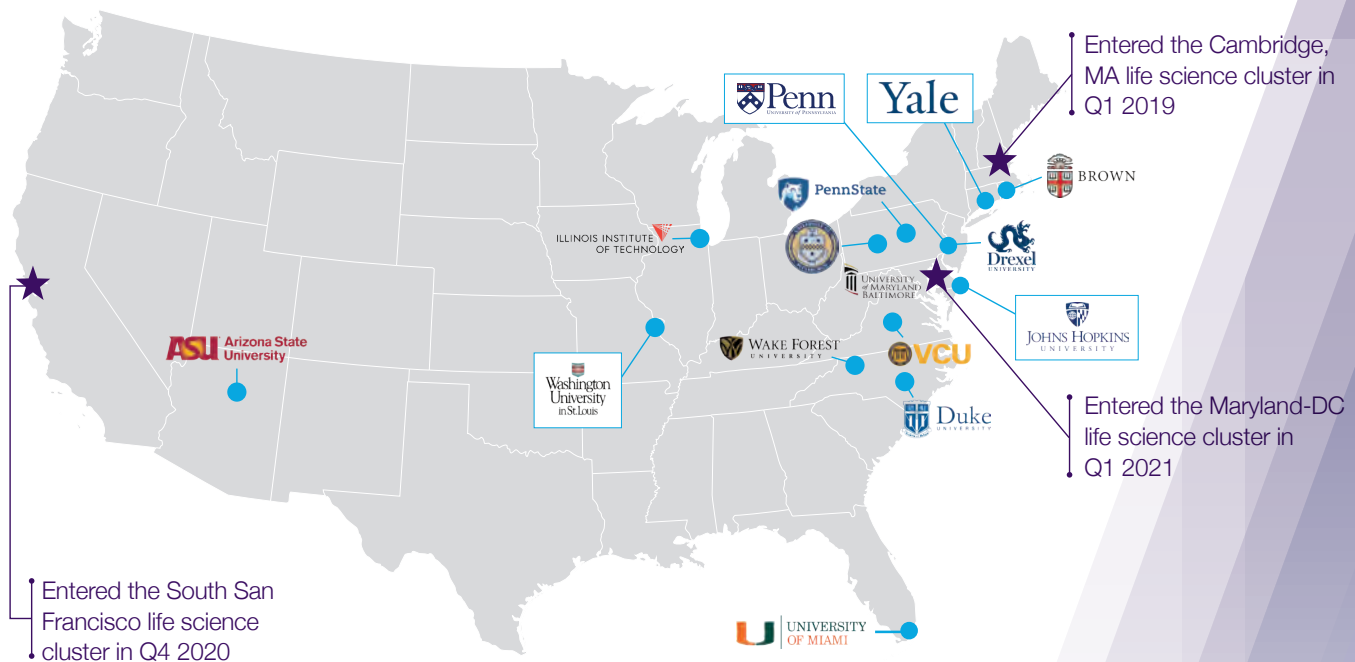 Entered the Cambridge,
MA life science cluster in
Q1 2019
Penn
UNIVERSITY of PENNSYLVANIA
Yale
BROWN
PennState
ILLINOIS INSTITUTE
OF TECHNOLOGY
Drexel
UNIVERSITY
UNIVERSITY
of MARYLAND
BALTIMORE
JOHNS HOPKINS
UNIVERSITY
ASU Arizona State
University
WAKE FOREST
UNIVERSITY
VCU
Washington
University
in St.Louis
Duke
UNIVERSITY
Entered the Maryland-DC
life science cluster in
Q1 2021
Entered the South San
Francisco life science
cluster in Q4 2020
UNIVERSITY
OF MIAMI